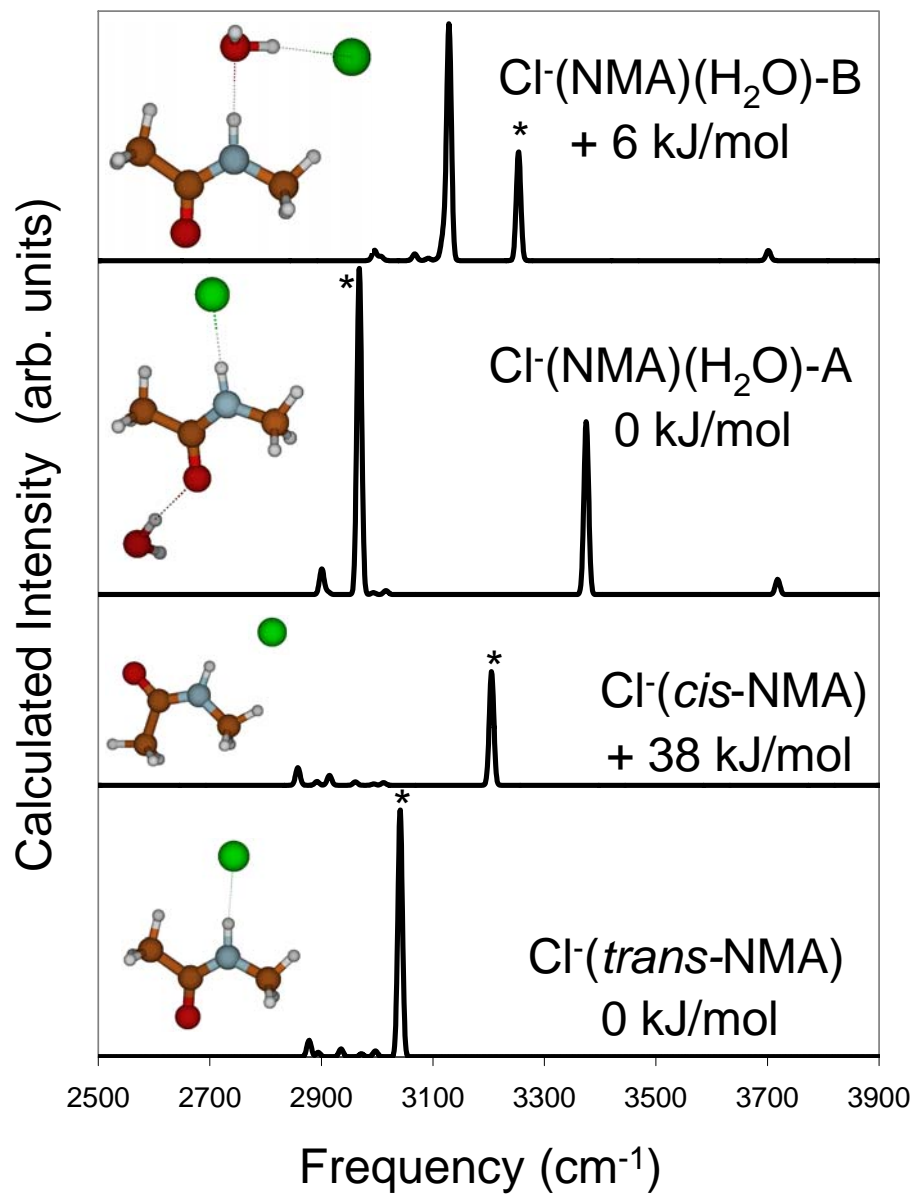 Calculated Intensity (arb. units)
Cl⁻(NMA)(H₂O)-B
+ 6 kJ/mol
*
Cl⁻(NMA)(H₂O)-A
0 kJ/mol
*
Cl⁻(cis-NMA)
+ 38 kJ/mol
*
Cl⁻(trans-NMA)
0 kJ/mol
*
2500 2700 2900 3100 3300 3500 3700 3900
Frequency (cm⁻¹)